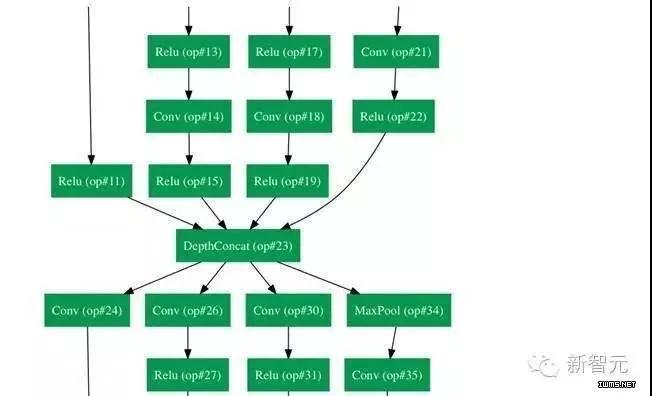 Relu (op#13)
Relu (op#17)
Conv (op#21)
Conv (op#14)
Conv (op#18)
Relu (op#22)
Relu (op#11)
Relu (op#15)
Relu (op#19)
DepthConcat (op#23)
Conv (op#24)
Conv (op#26)
Conv (op#30)
MaxPool (op#34)
Relu (op#27)
Relu (op#31)
Conv (op#35)
新智元
IWMS.NET